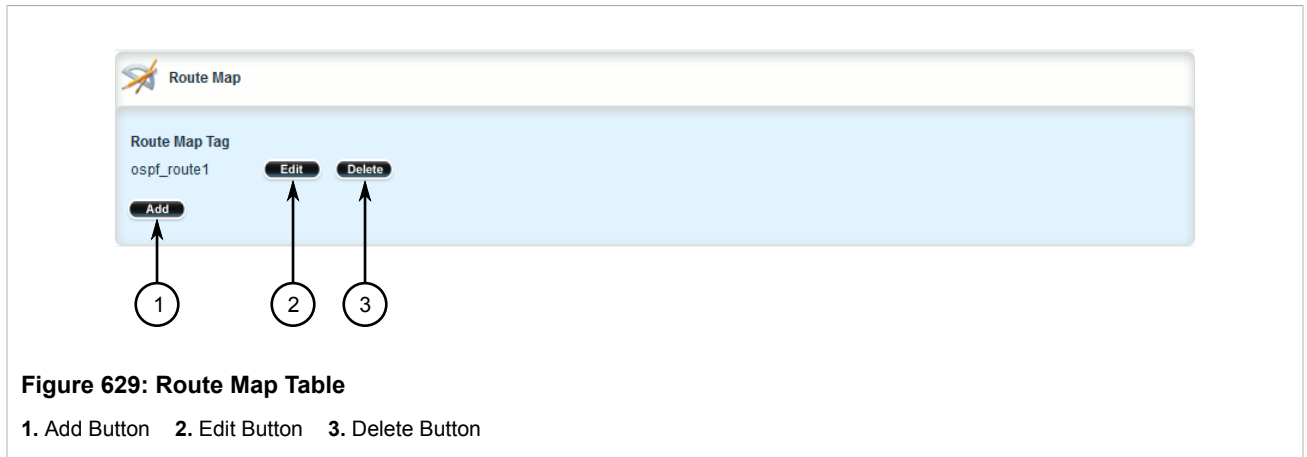 Route Map
Route Map Tag
ospf_route1 Edit Delete
Add
1 2 3
Figure 629: Route Map Table
1. Add Button 2. Edit Button 3. Delete Button